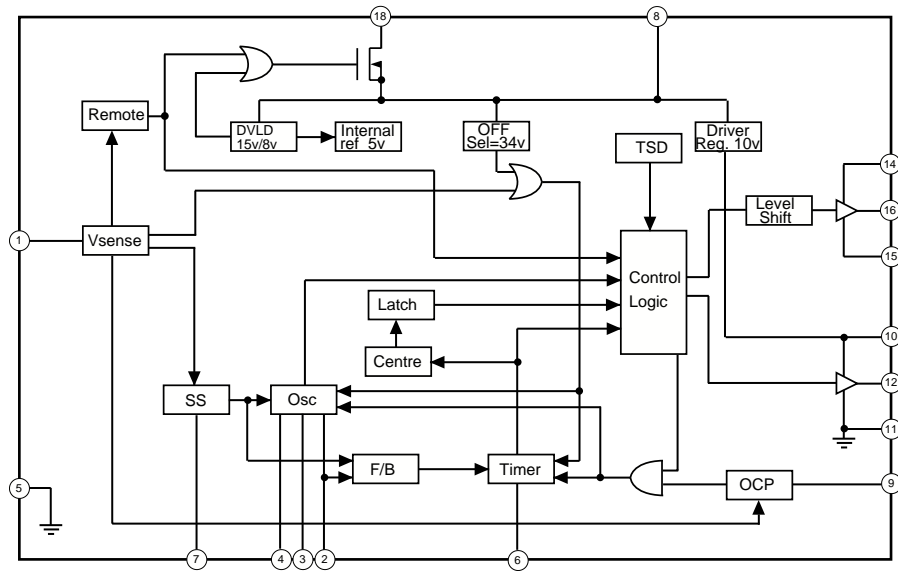 18
8
Remote
DVLD
15v/8v
Internal
ref 5v
OFF
Sel=34v
TSD
Driver
Reg. 10v
14
Level
Shift
16
1
Vsense
15
Control
Logic
Latch
10
Centre
12
SS
Osc
11
F/B
Timer
OCP
9
5
7
4
3
2
6